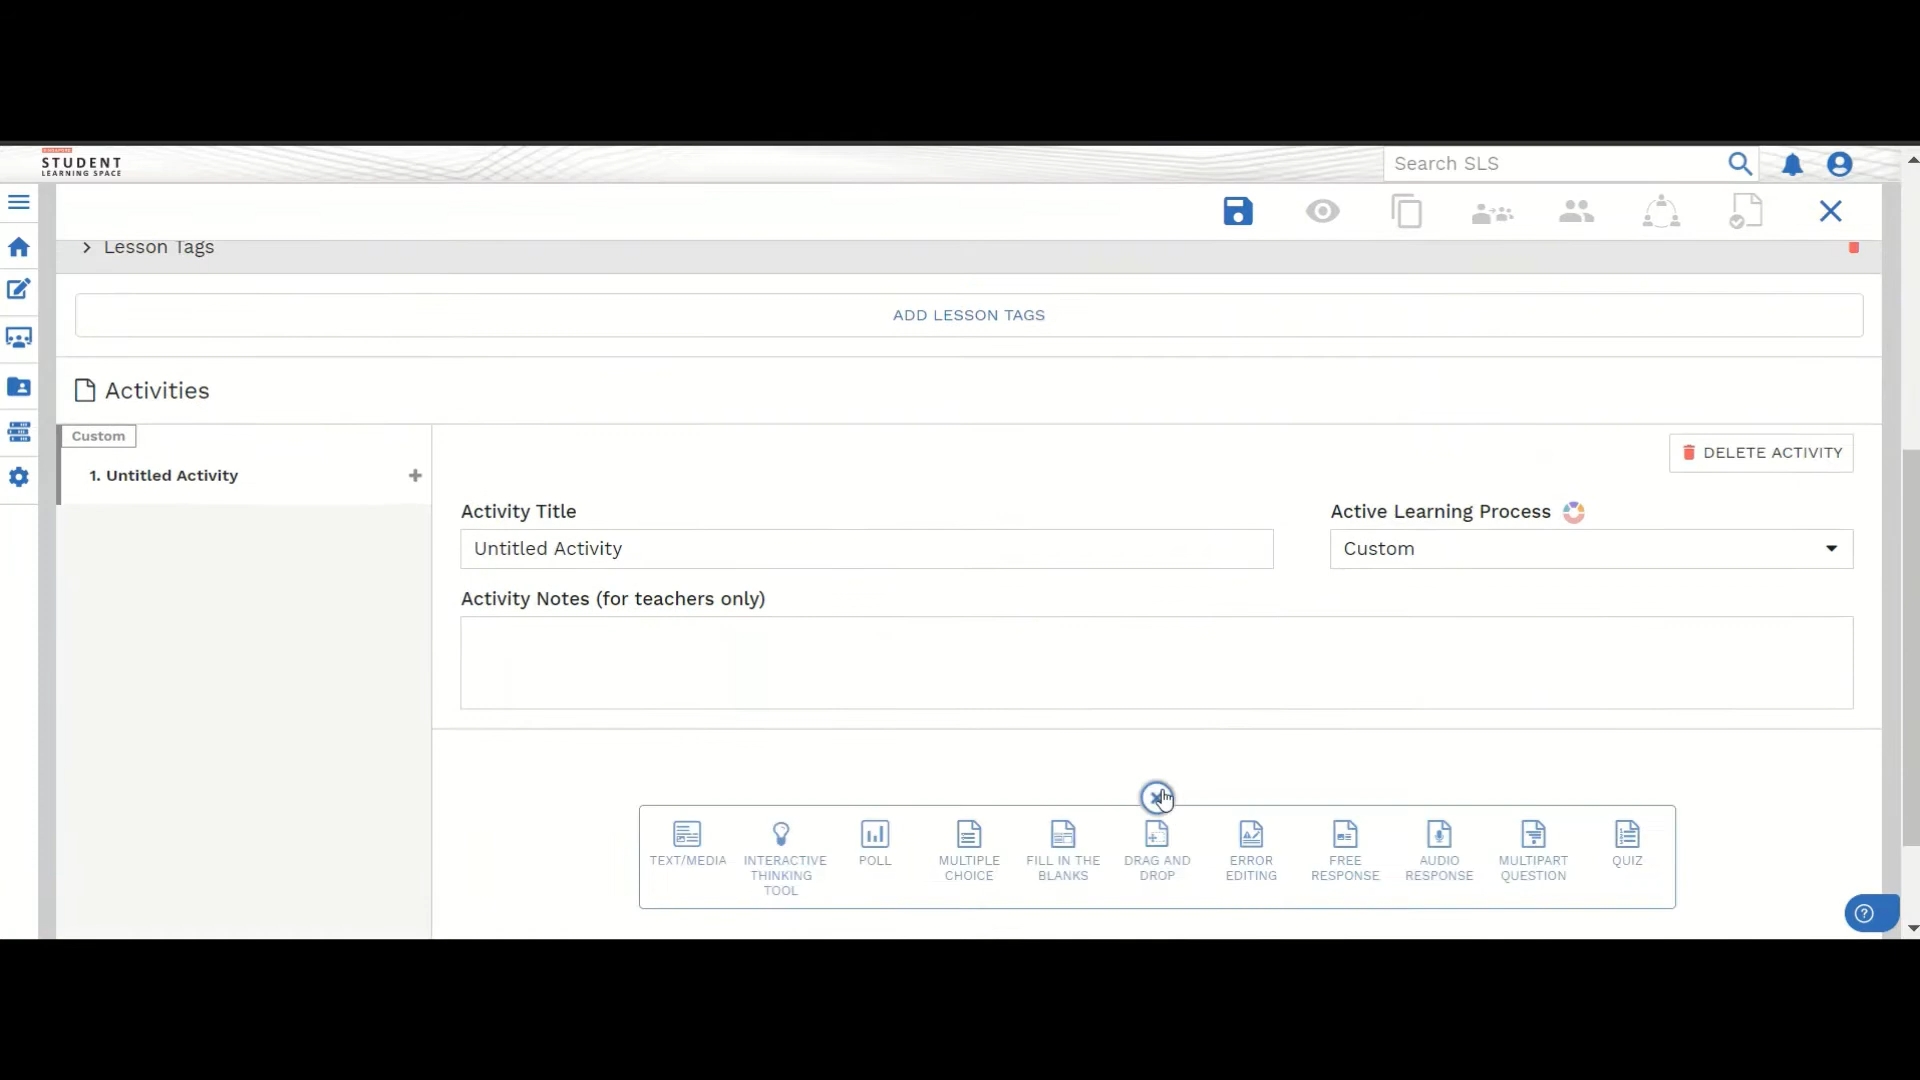 STUDENT
LEARNING SPACE
Search SLS
Lesson Tags
ADD LESSON TAGS
Activities
Custom
1. Untitled Activity
DELETE ACTIVITY
Activity Title
Active Learning Process
Untitled Activity
Custom
Activity Notes (for teachers only)
TEXT/MEDIA
INTERACTIVE
THINKING
TOOL
POLL
MULTIPLE
CHOICE
FILL IN THE
BLANKS
DRAG AND
DROP
ERROR
EDITING
FREE
RESPONSE
AUDIO
RESPONSE
MULTIPART
QUESTION
QUIZ